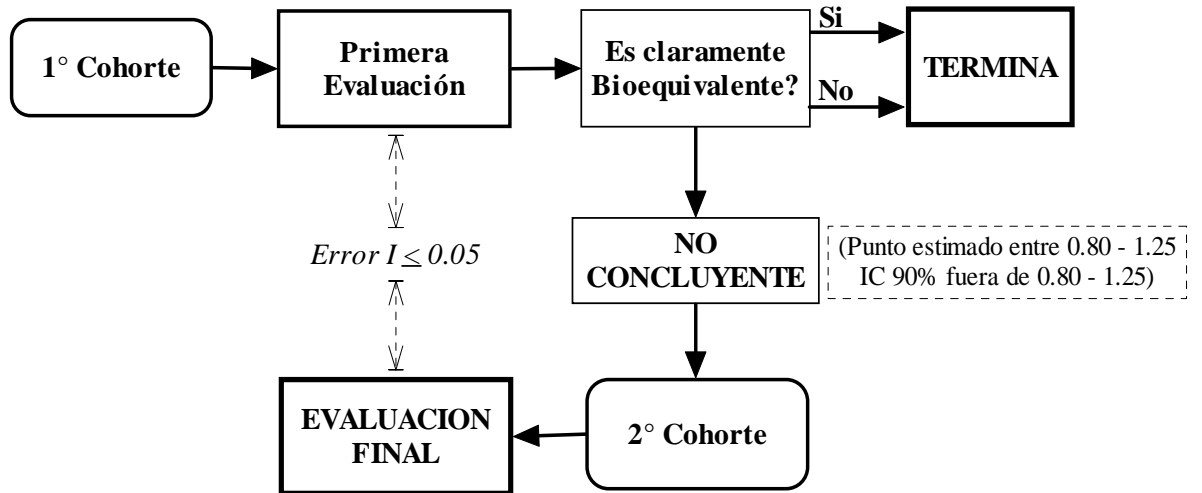 1° Cohorte
Primera
Evaluación
Es claramente
Bioequivalente?
Si
No
TERMINA
NO
CONCLUYENTE
(Punto estimado entre 0.80 - 1.25
IC 90% fuera de 0.80 - 1.25)
Error I ≤ 0.05
EVALUACION
FINAL
2° Cohorte